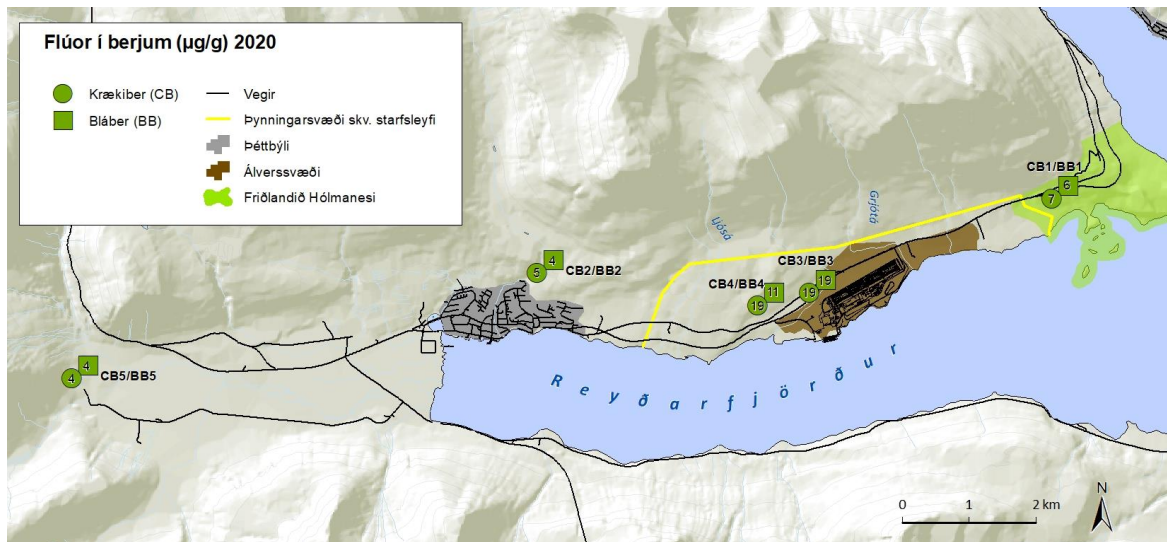 Flúor í berjum (µg/g) 2020
Krækiber (CB)
Bláber (BB)
Vegir
Þynningarsvæði skv. starfsleyfi
Þéttbýli
Álverssvæði
Friðlandið Hólmanesi
CB1/BB1
6
7
Grjótá
Ljósá
4
5
CB2/BB2
CB3/BB3
19
19
CB4/BB4
11
19
4
4
CB5/BB5
Reyðarfjörður
0 1 2 km
N